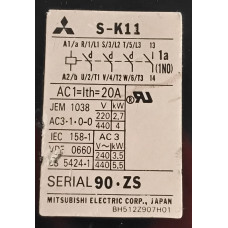 S-K11
A1/a R/1/L1 S/3/L2 T/5/L3 13
1a
(1NO)
A2/b U/2/T1 V/4/T2 W/6/T3 14
AC1=Ith=20A
JEM 1038 V kW
AC3-1-0-0 220 2,7
440 4
IEC 158-1 AC3
VDE 0660 V~ kW
240 3,5
BS 5424-1 440 5,5
SERIAL 90·ZS
MITSUBISHI ELECTRIC CORP., JAPAN
BH512Z907H01